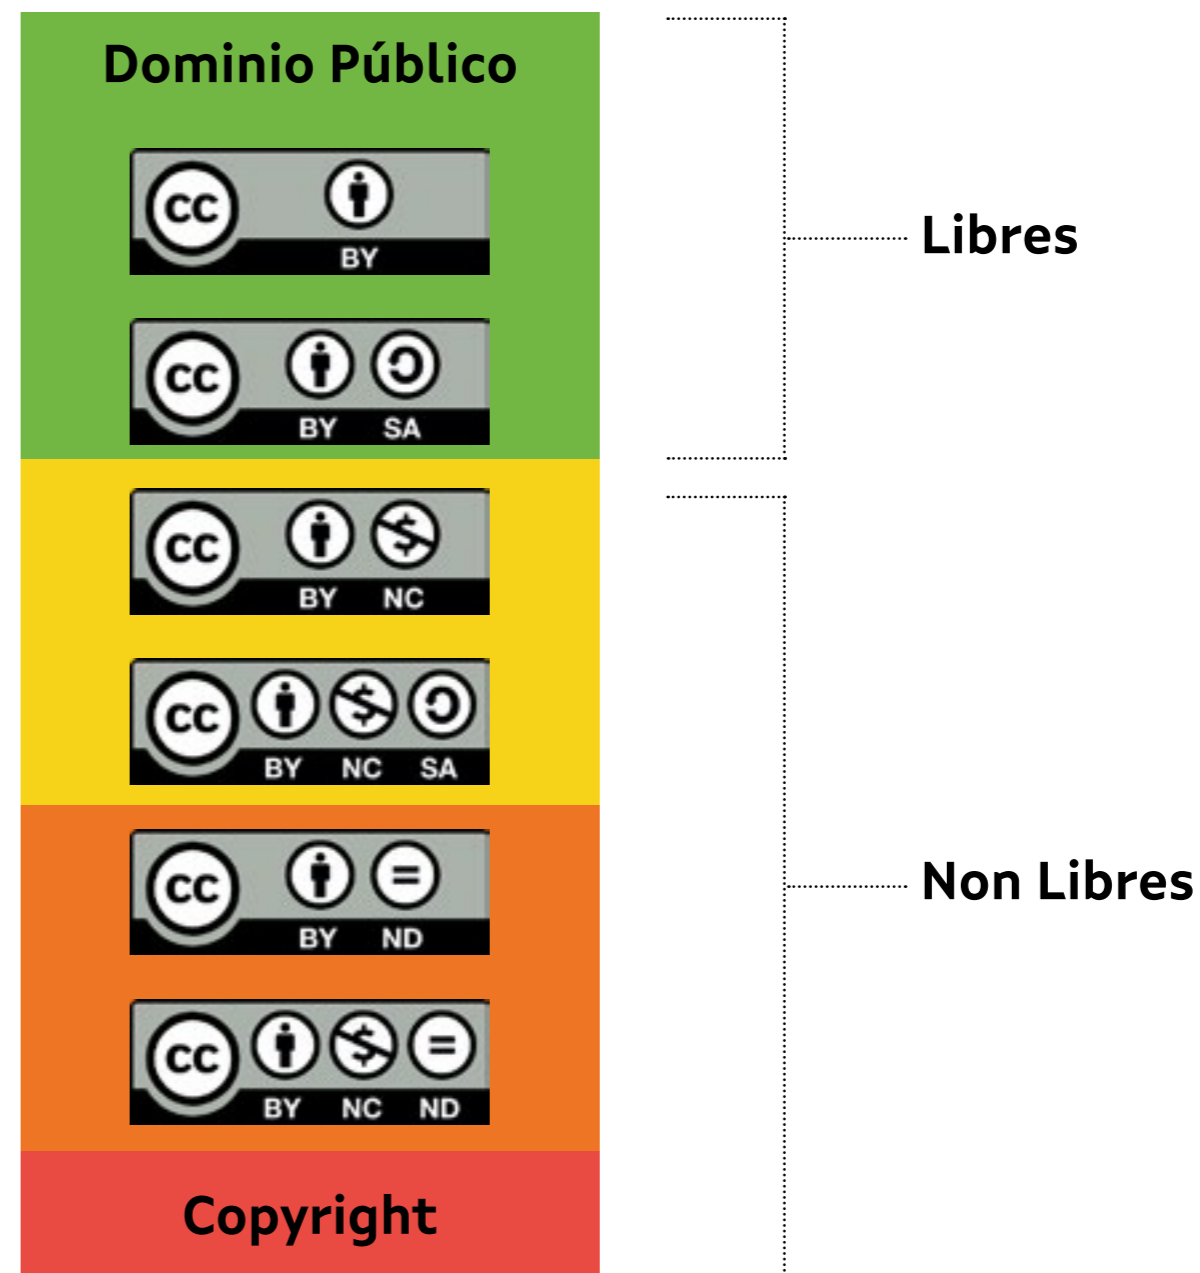 Dominio Público
CC BY
Libres
CC BY SA
CC BY NC
CC BY NC SA
CC BY ND
Non Libres
CC BY NC ND
Copyright